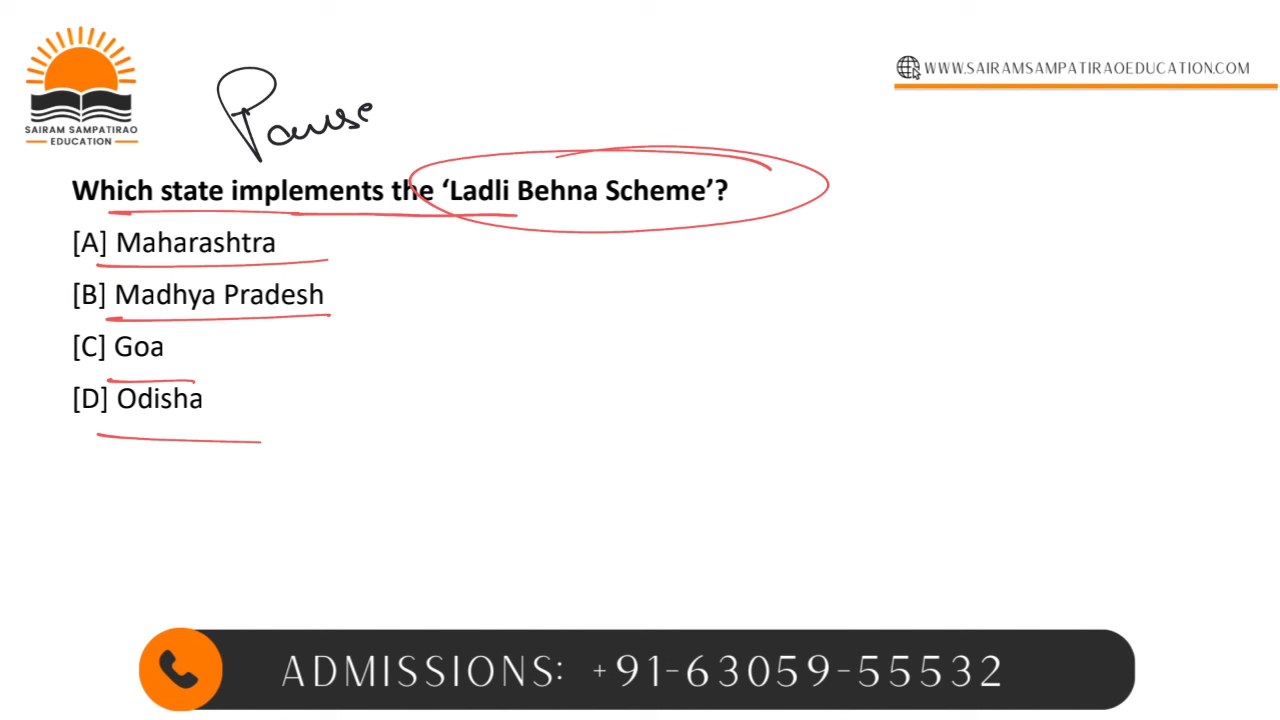 SAIRAM SAMPATIRAO
EDUCATION
WWW.SAIRAMSAMPATIRAOEDUCATION.COM
Pause
Which state implements the ‘Ladli Behna Scheme’?
[A] Maharashtra
[B] Madhya Pradesh
[C] Goa
[D] Odisha
ADMISSIONS: +91-63059-55532